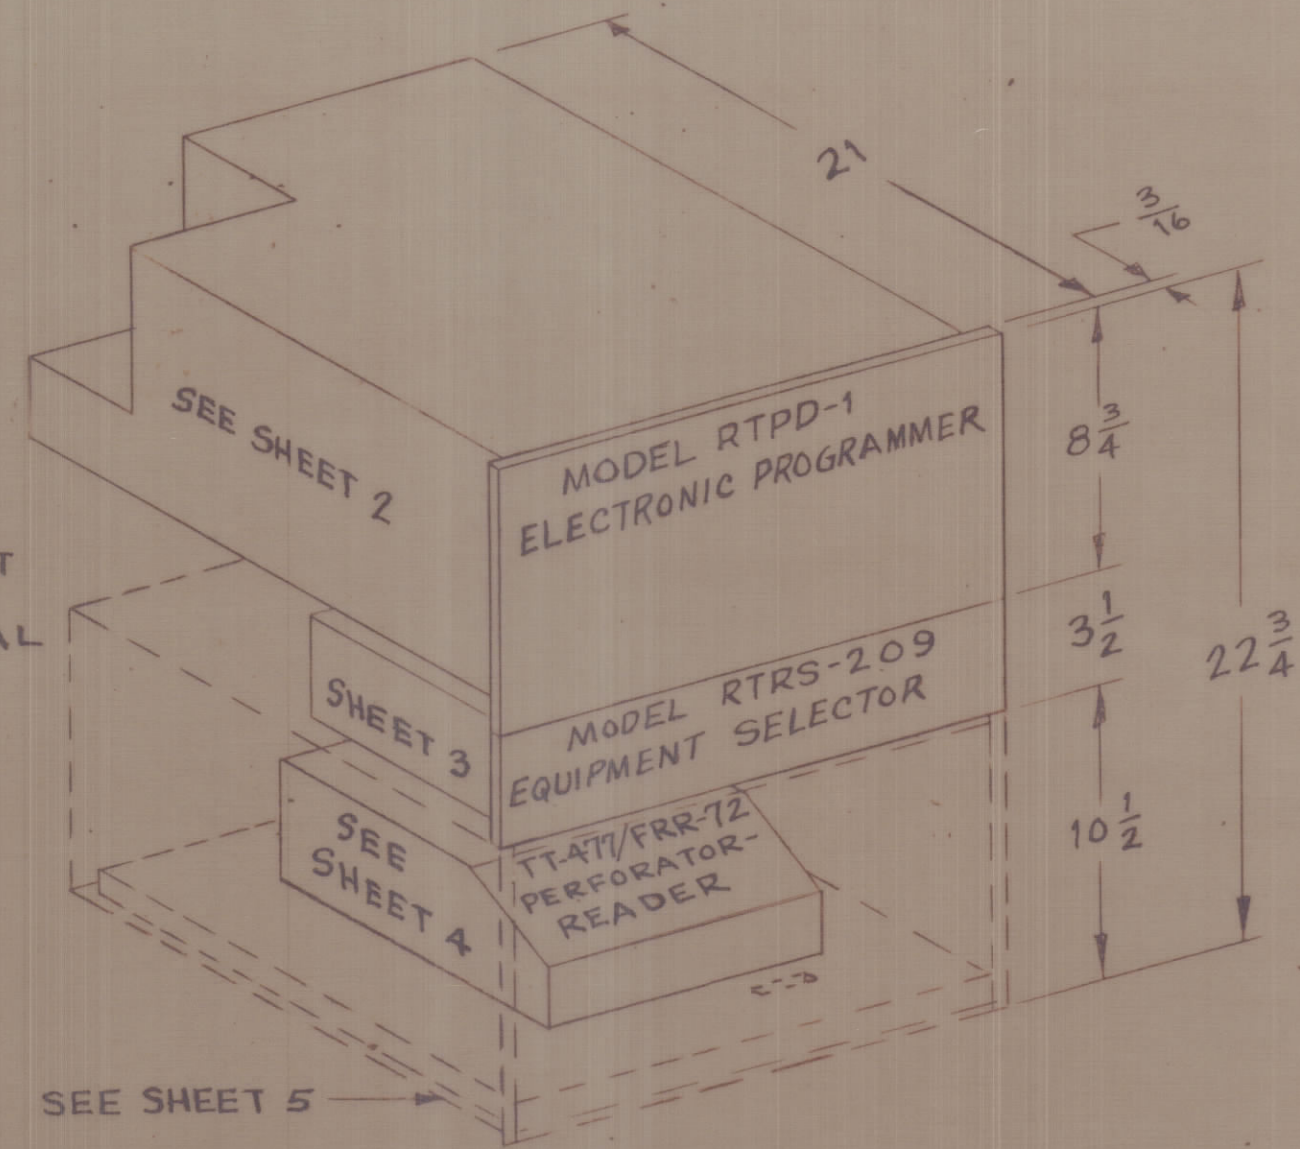 21
3/16
MODEL RTPD-1
ELECTRONIC PROGRAMMER
SEE SHEET 2
8 3/4
3 1/2
22 3/4
10 1/2
MODEL RTRS-209
EQUIPMENT SELECTOR
SHEET 3
SEE
SHEET 4
TT-477/FRR-72
PERFORATOR-
READER
SEE SHEET 5